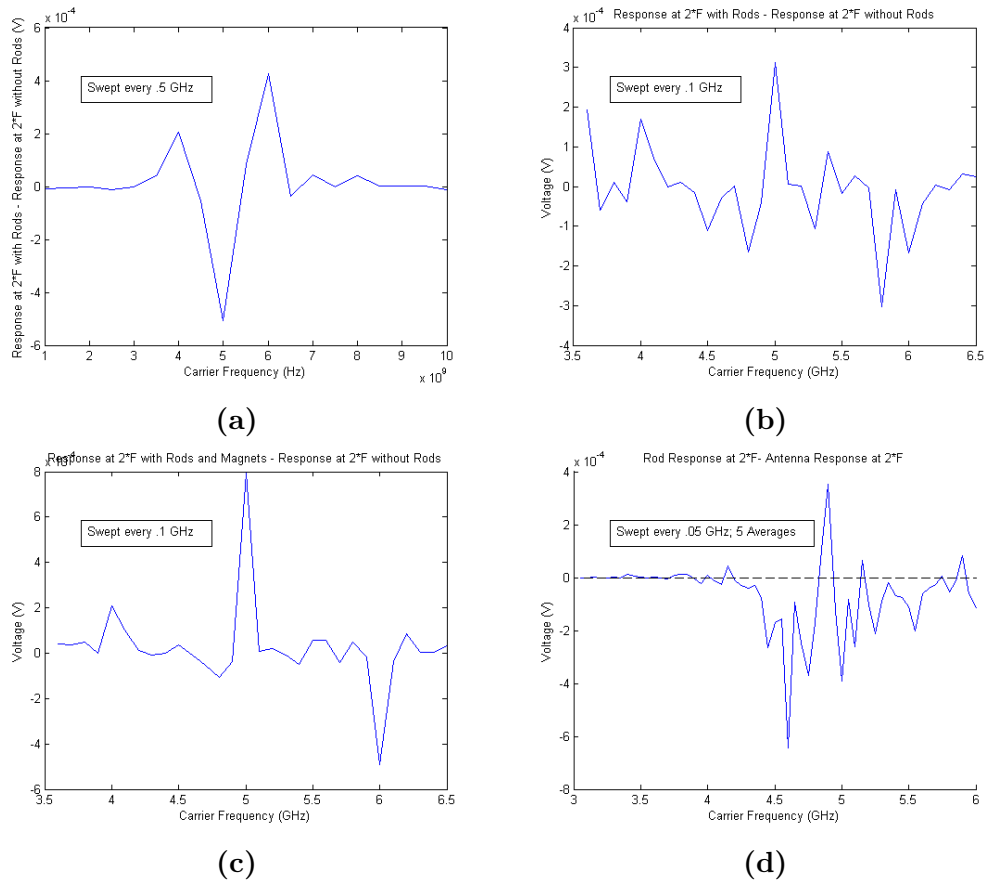 x 10^-4
Response at 2*F with Rods - Response at 2*F without Rods (V)
6
4
2
0
-2
-4
-6
Swept every .5 GHz
1 2 3 4 5 6 7 8 9 10
Carrier Frequency (Hz)
x 10^9
(a)
Response at 2*F with Rods - Response at 2*F without Rods
x 10^-4
Voltage (V)
4
3
2
1
0
-1
-2
-3
-4
Swept every .1 GHz
3.5 4 4.5 5 5.5 6 6.5
Carrier Frequency (GHz)
(b)
Response at 2*F with Rods and Magnets - Response at 2*F without Rods
x 10^-4
Voltage (V)
8
6
4
2
0
-2
-4
-6
Swept every .1 GHz
3.5 4 4.5 5 5.5 6 6.5
Carrier Frequency (GHz)
(c)
Rod Response at 2*F- Antenna Response at 2*F
x 10^-4
Voltage (V)
4
2
0
-2
-4
-6
-8
Swept every .05 GHz; 5 Averages
3 3.5 4 4.5 5 5.5 6
Carrier Frequency (GHz)
(d)